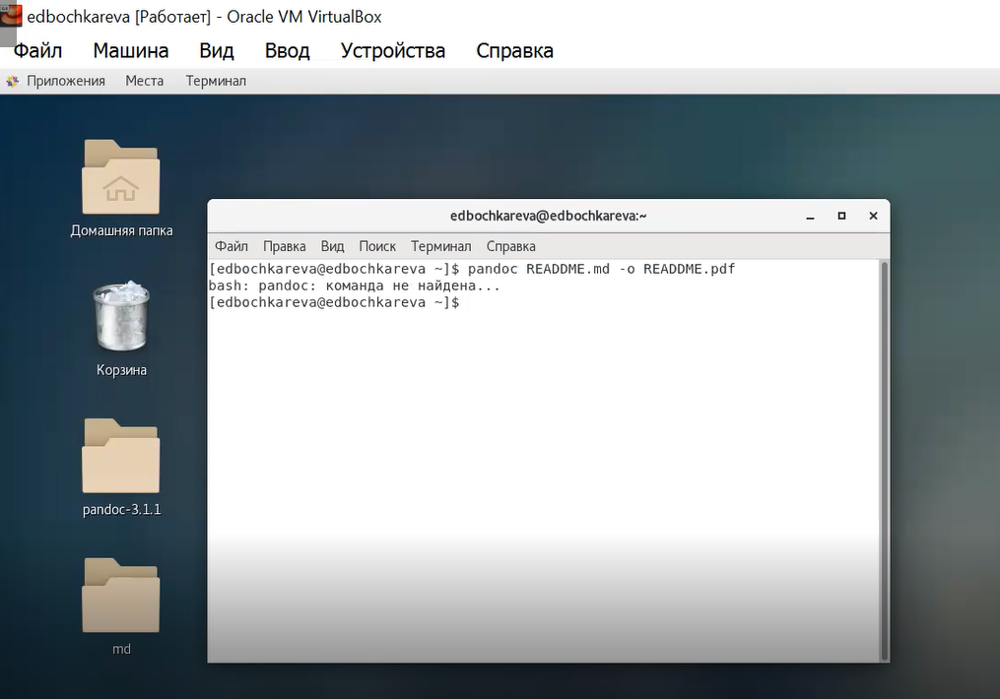 edbochkareva [Работает] - Oracle VM VirtualBox
Файл Машина Вид Ввод Устройства Справка
Приложения Места Терминал
Домашняя папка
Корзина
pandoc-3.1.1
md
edbochkareva@edbochkareva:~
Файл Правка Вид Поиск Терминал Справка
[edbochkareva@edbochkareva ~]$ pandoc READDME.md -o READDME.pdf
bash: pandoc: команда не найдена...
[edbochkareva@edbochkareva ~]$